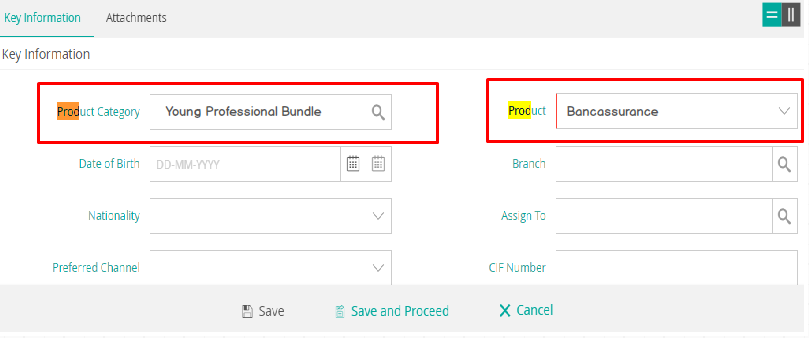 Key Information Attachments
Key Information
Product Category Young Professional Bundle Product Bancassurance
Date of Birth DD-MM-YYYY Branch
Nationality Assign To
Preferred Channel CIF Number
Save Save and Proceed Cancel